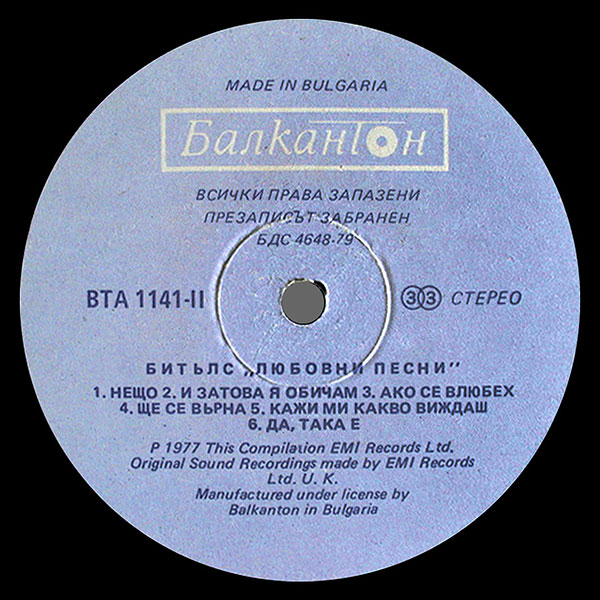 MADE IN BULGARIA
Балкантон
ВСИЧКИ ПРАВА ЗАПАЗЕНИ
ПРЕЗАПИСЪТ ЗАБРАНЕН
БДС 4648-79
ВТА 1141-II
33 СТЕРЕО
БИТЪЛС „ЛЮБОВНИ ПЕСНИ"
1. НЕЩО 2. И ЗАТОВА Я ОБИЧАМ 3. АКО СЕ ВЛЮБЕХ
4. ЩЕ СЕ ВЪРНА 5. КАЖИ МИ КАКВО ВИЖДАШ
6. ДА, ТАКА Е
P 1977 This Compilation EMI Records Ltd.
Original Sound Recordings made by EMI Records
Ltd. U. K.
Manufactured under license by
Balkanton in Bulgaria